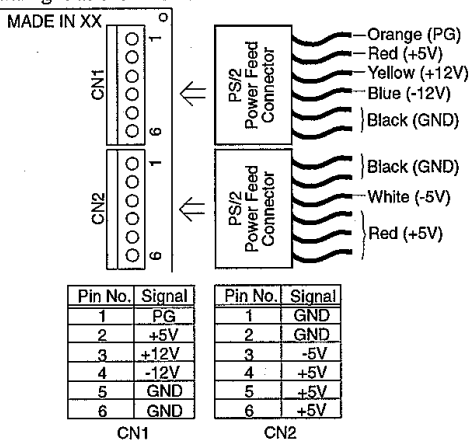 MADE IN XX
1
CN1
6
PS/2
Power Feed
Connector
Orange (PG)
Red (+5V)
Yellow (+12V)
Blue (-12V)
Black (GND)
1
CN2
6
PS/2
Power Feed
Connector
Black (GND)
White (-5V)
Red (+5V)
Pin No. Signal
1 PG
2 +5V
3 +12V
4 -12V
5 GND
6 GND
CN1
Pin No. Signal
1 GND
2 GND
3 -5V
4 +5V
5 +5V
6 +5V
CN2